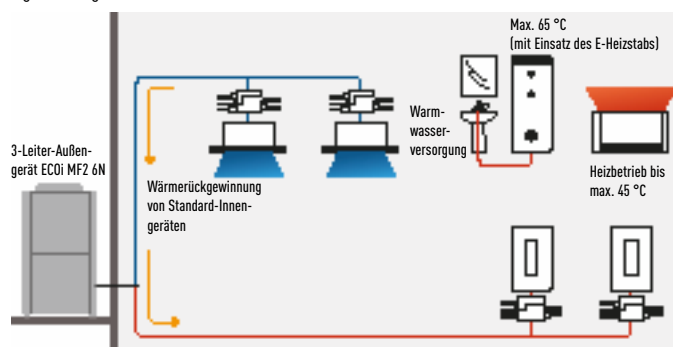 Max. 65 °C
(mit Einsatz des E-Heizstabs)
Warm-
wasser-
versorgung
3-Leiter-Außen-
gerät ECOi MF2 6N
Wärmerückgewinnung
von Standard-Innen-
geräten
Heizbetrieb bis
max. 45 °C